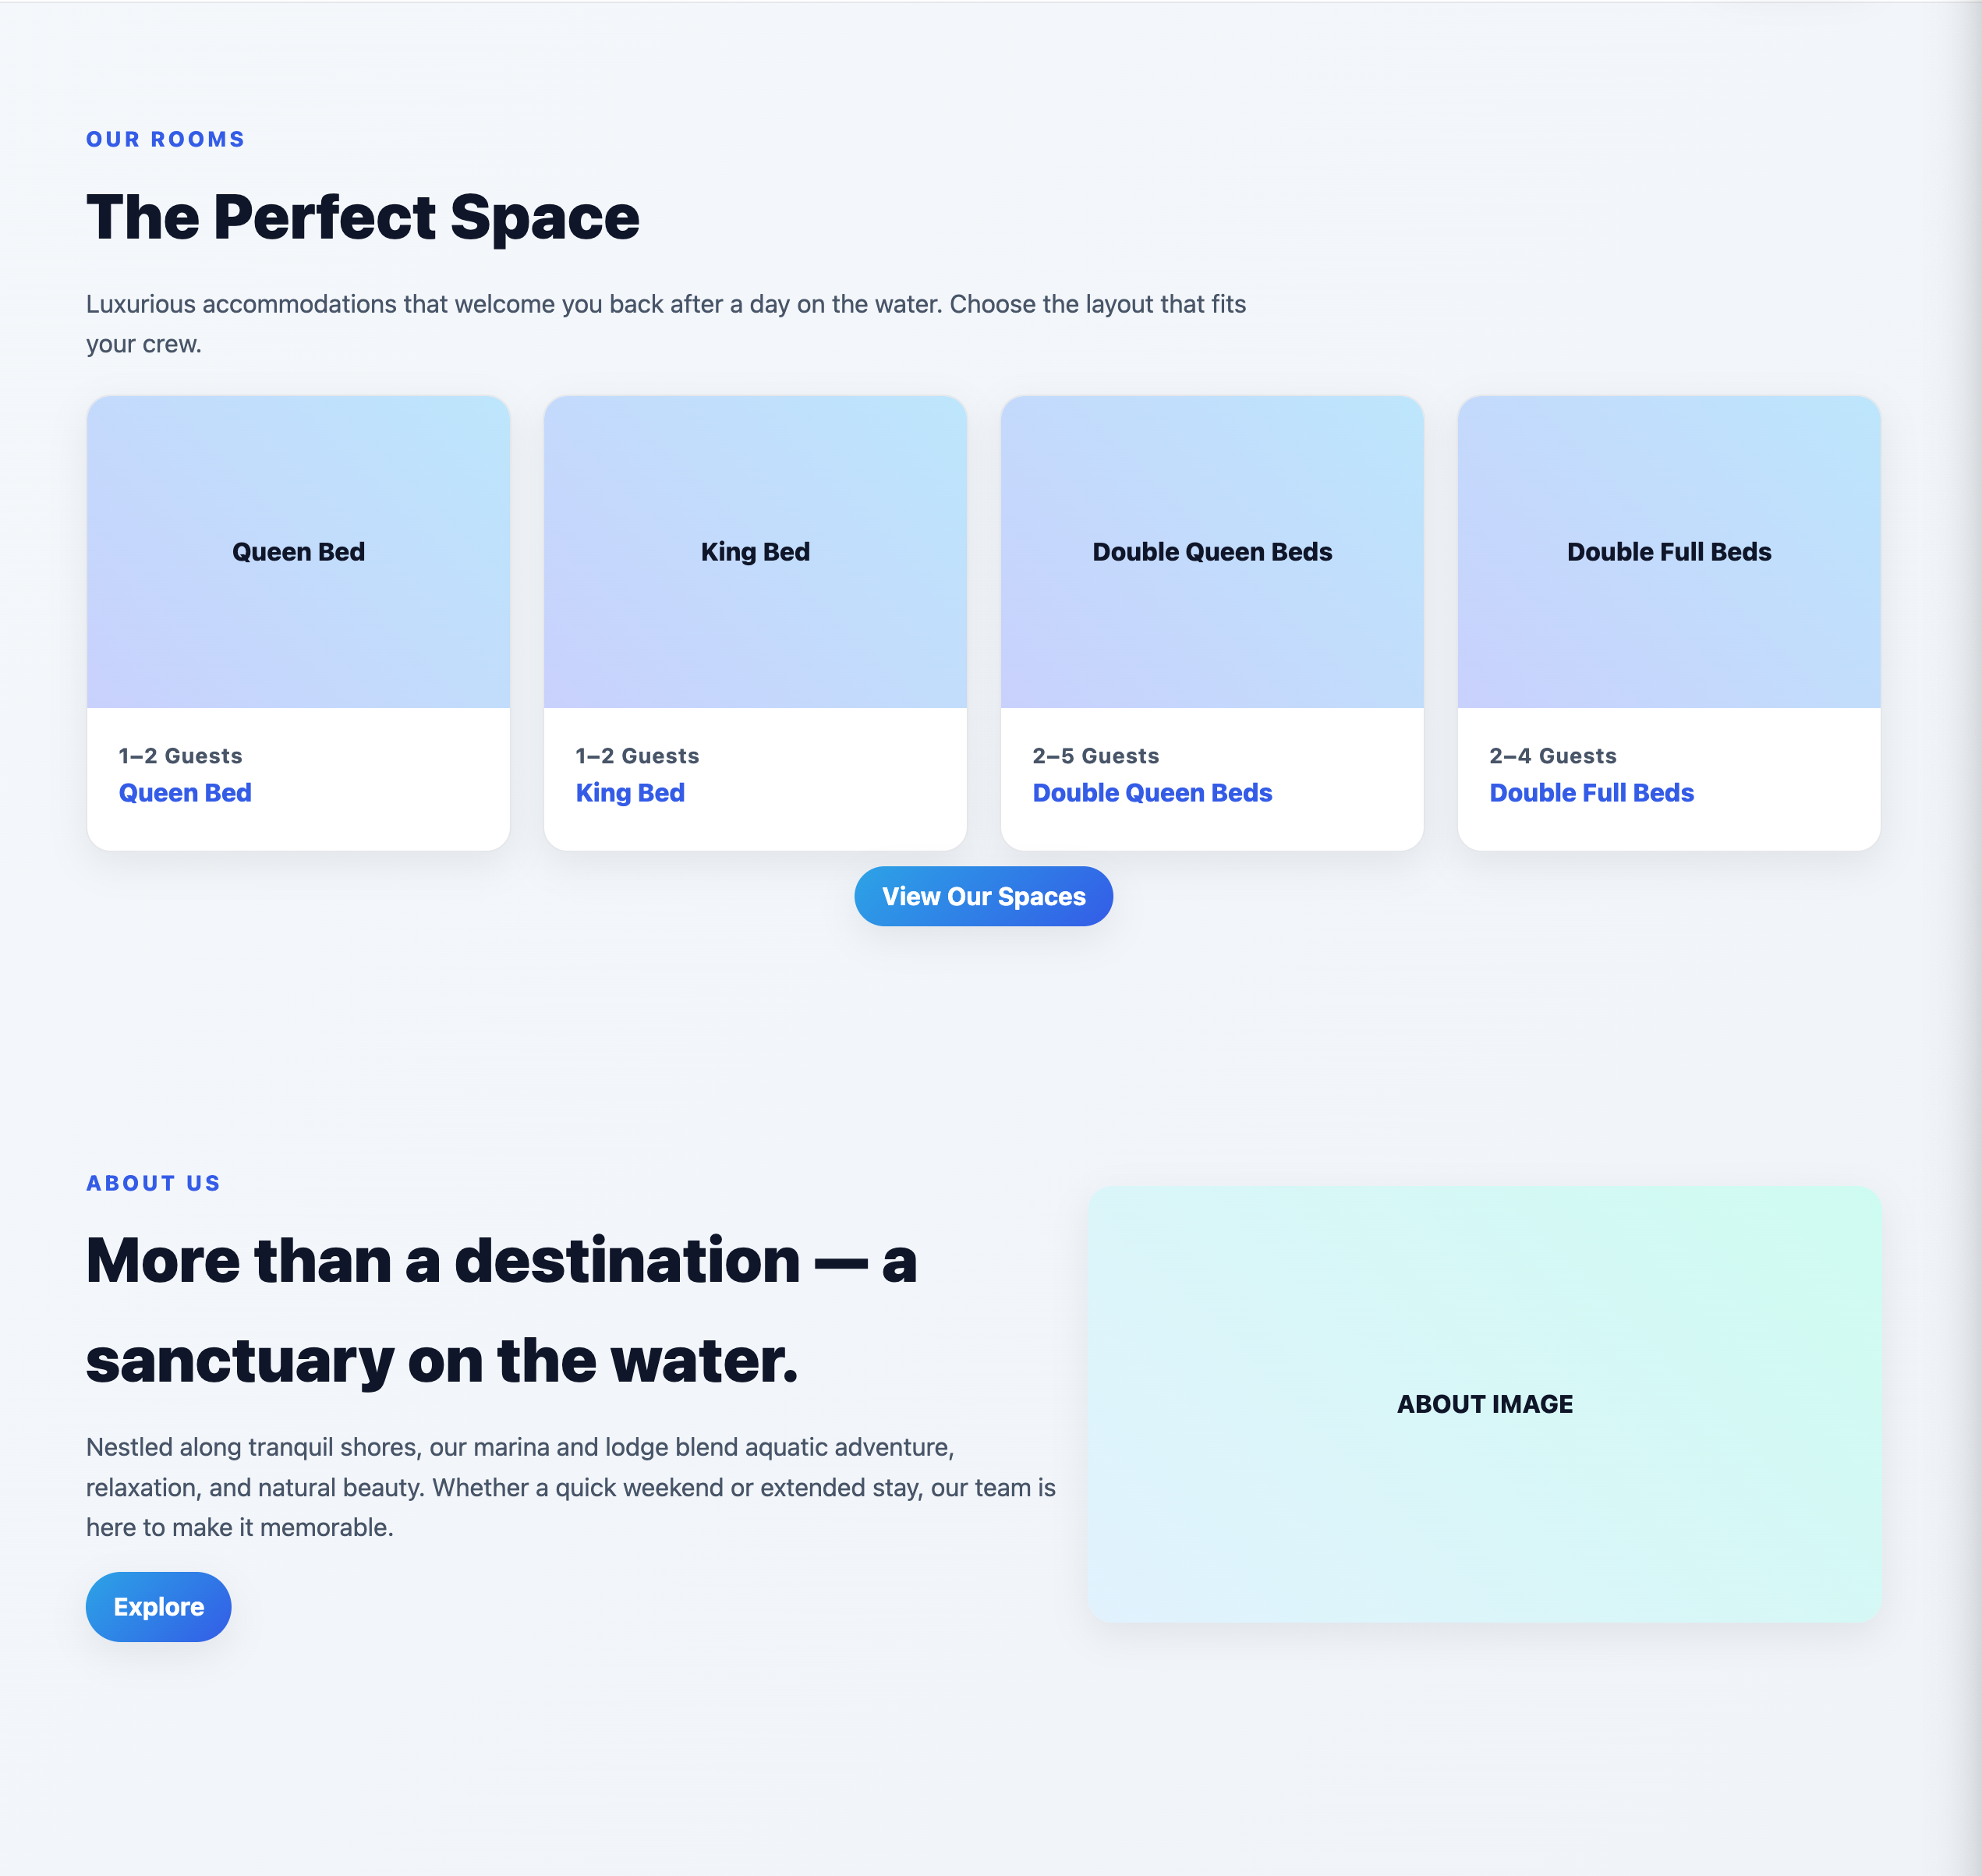 OUR ROOMS
The Perfect Space
Luxurious accommodations that welcome you back after a day on the water. Choose the layout that fits
your crew.
Queen Bed
King Bed
Double Queen Beds
Double Full Beds
1–2 Guests
Queen Bed
1–2 Guests
King Bed
2–5 Guests
Double Queen Beds
2–4 Guests
Double Full Beds
View Our Spaces
ABOUT US
More than a destination — a
sanctuary on the water.
Nestled along tranquil shores, our marina and lodge blend aquatic adventure,
relaxation, and natural beauty. Whether a quick weekend or extended stay, our team is
here to make it memorable.
Explore
ABOUT IMAGE